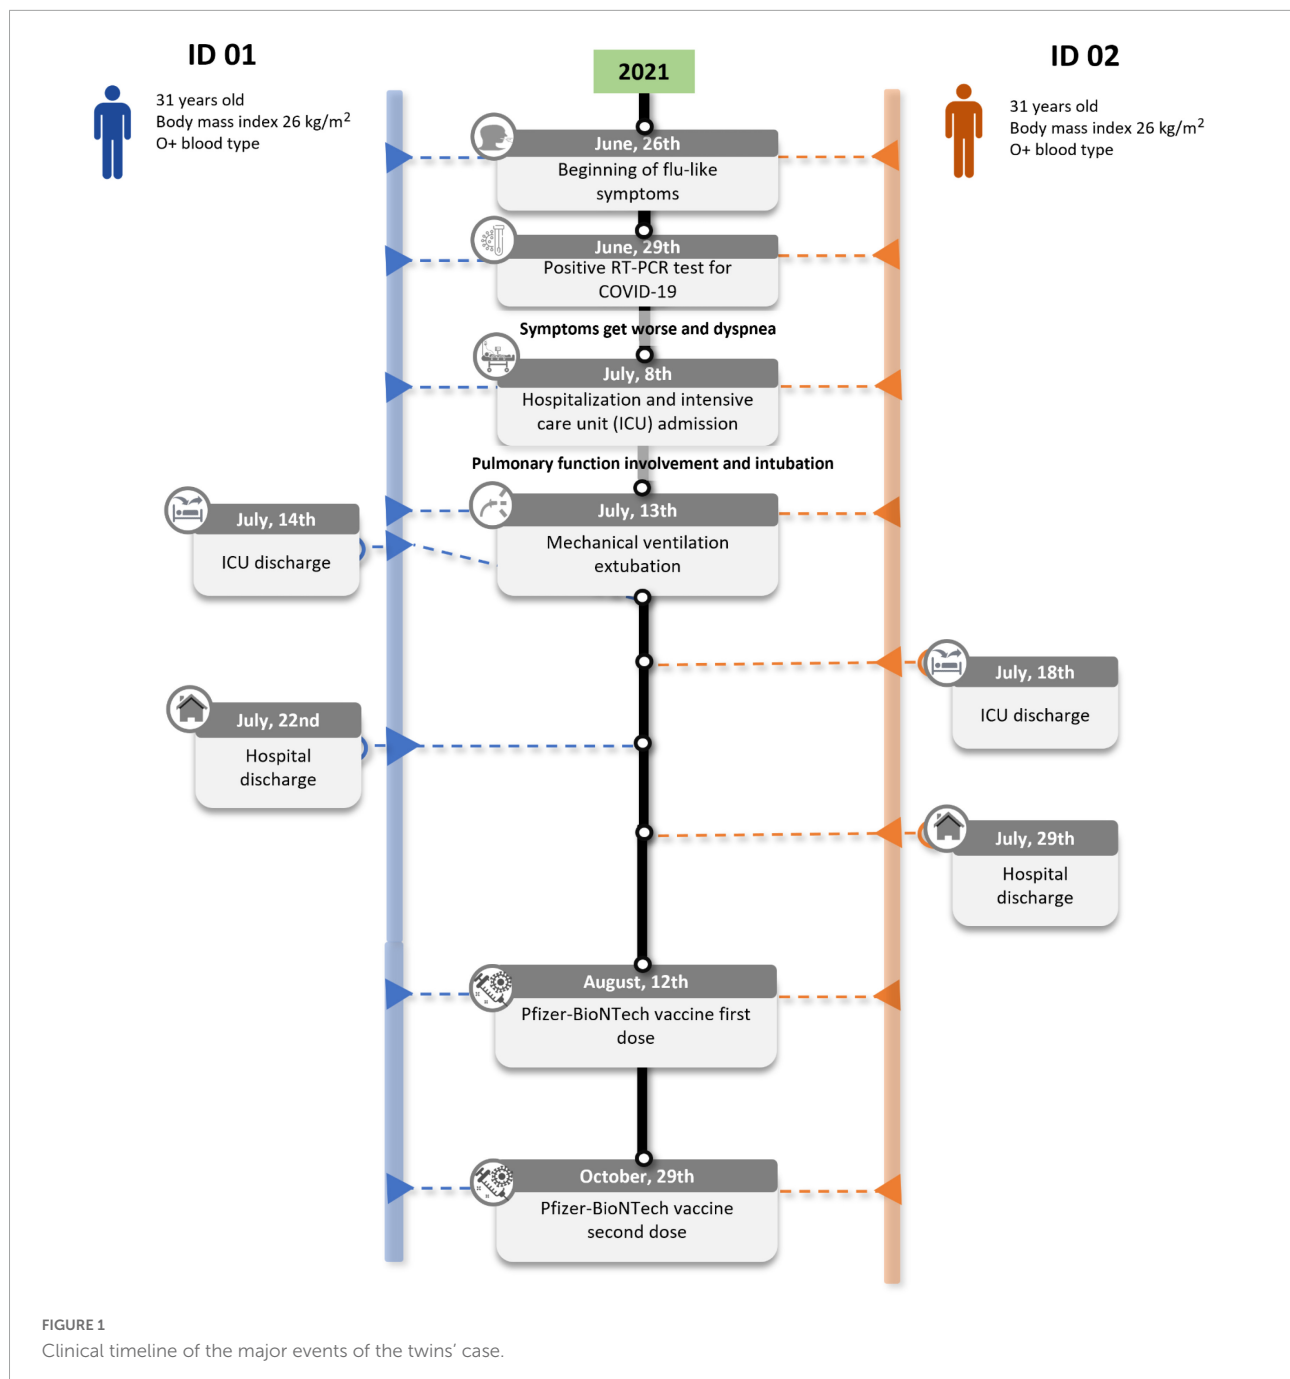 ID 01
31 years old
Body mass index 26 kg/m²
O+ blood type
2021
ID 02
31 years old
Body mass index 26 kg/m²
O+ blood type
June, 26th
Beginning of flu-like
symptoms
June, 29th
Positive RT-PCR test for
COVID-19
Symptoms get worse and dyspnea
July, 8th
Hospitalization and intensive
care unit (ICU) admission
Pulmonary function involvement and intubation
July, 13th
Mechanical ventilation
extubation
July, 14th
ICU discharge
July, 18th
ICU discharge
July, 22nd
Hospital
discharge
July, 29th
Hospital
discharge
August, 12th
Pfizer-BioNTech vaccine first
dose
October, 29th
Pfizer-BioNTech vaccine
second dose
FIGURE 1
Clinical timeline of the major events of the twins’ case.